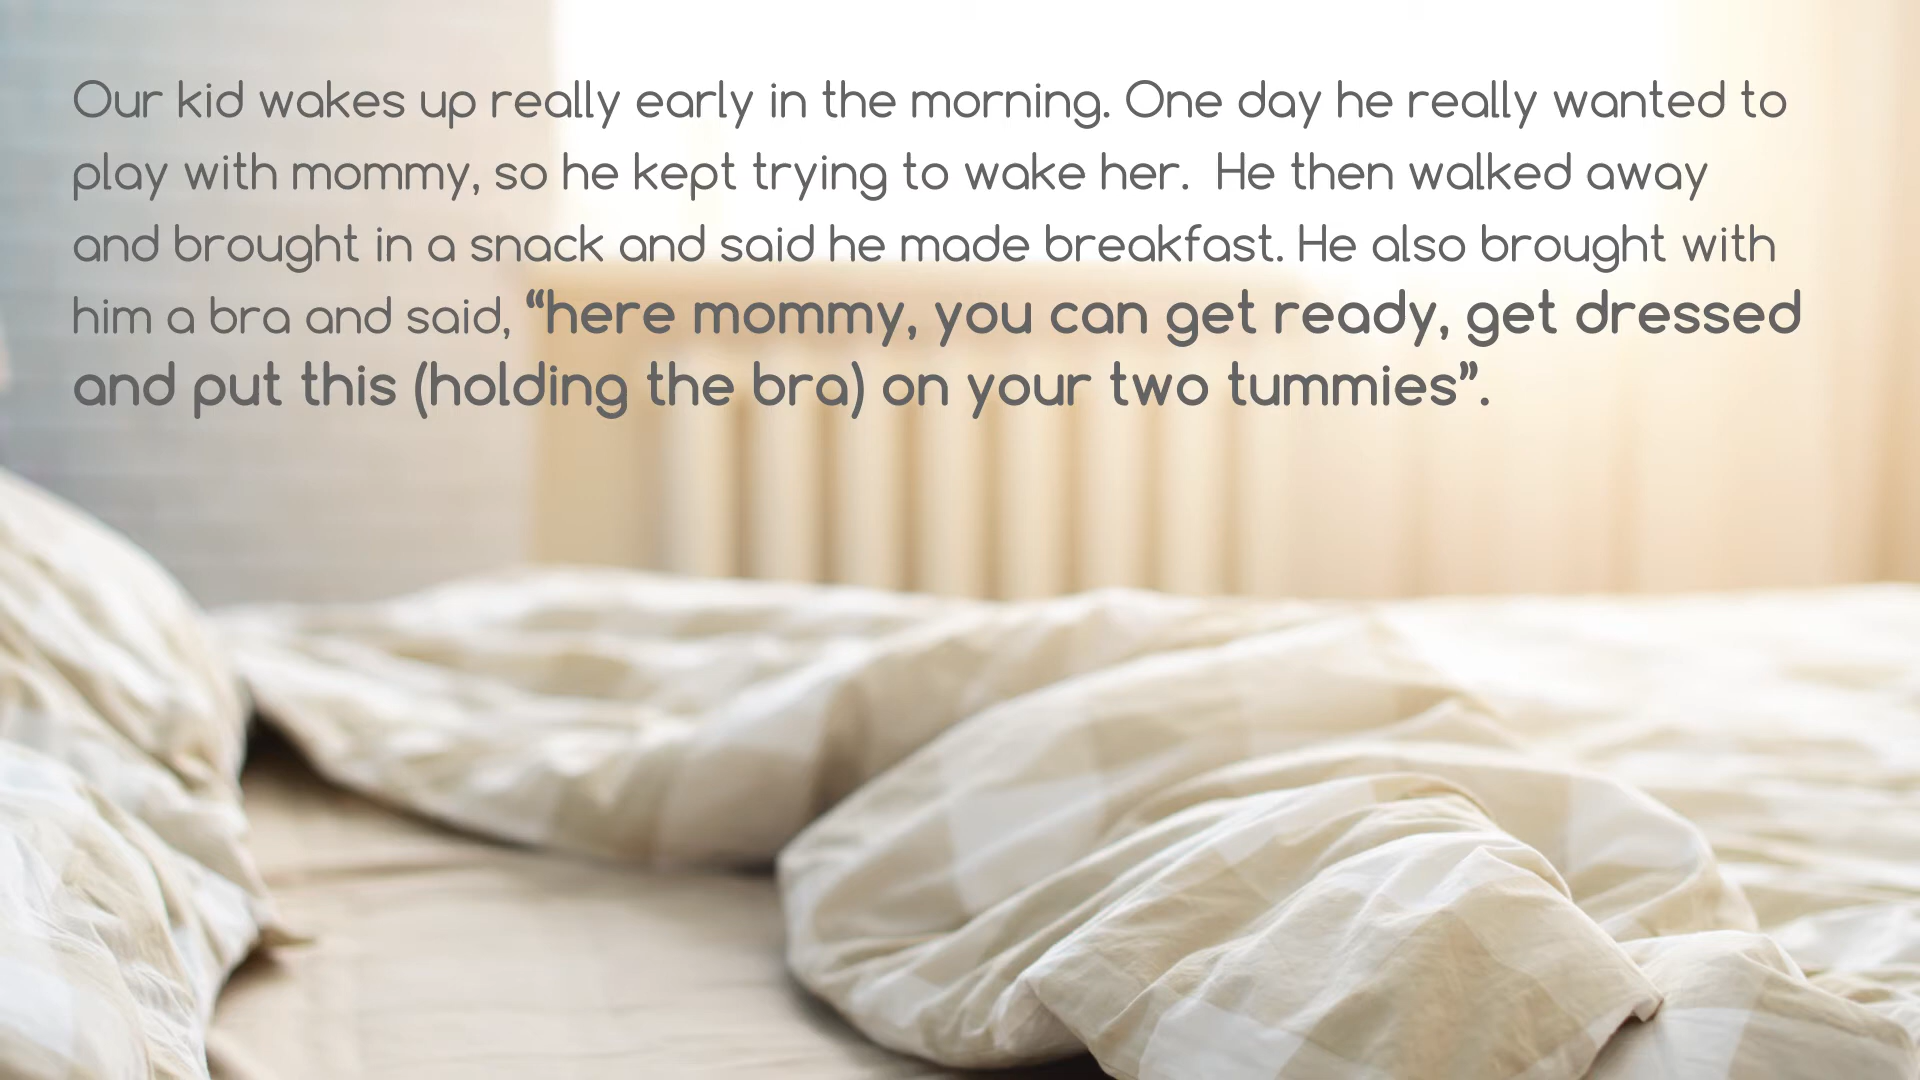 Our kid wakes up really early in the morning. One day he really wanted to
play with mommy, so he kept trying to wake her.  He then walked away
and brought in a snack and said he made breakfast. He also brought with
him a bra and said, “here mommy, you can get ready, get dressed
and put this (holding the bra) on your two tummies”.